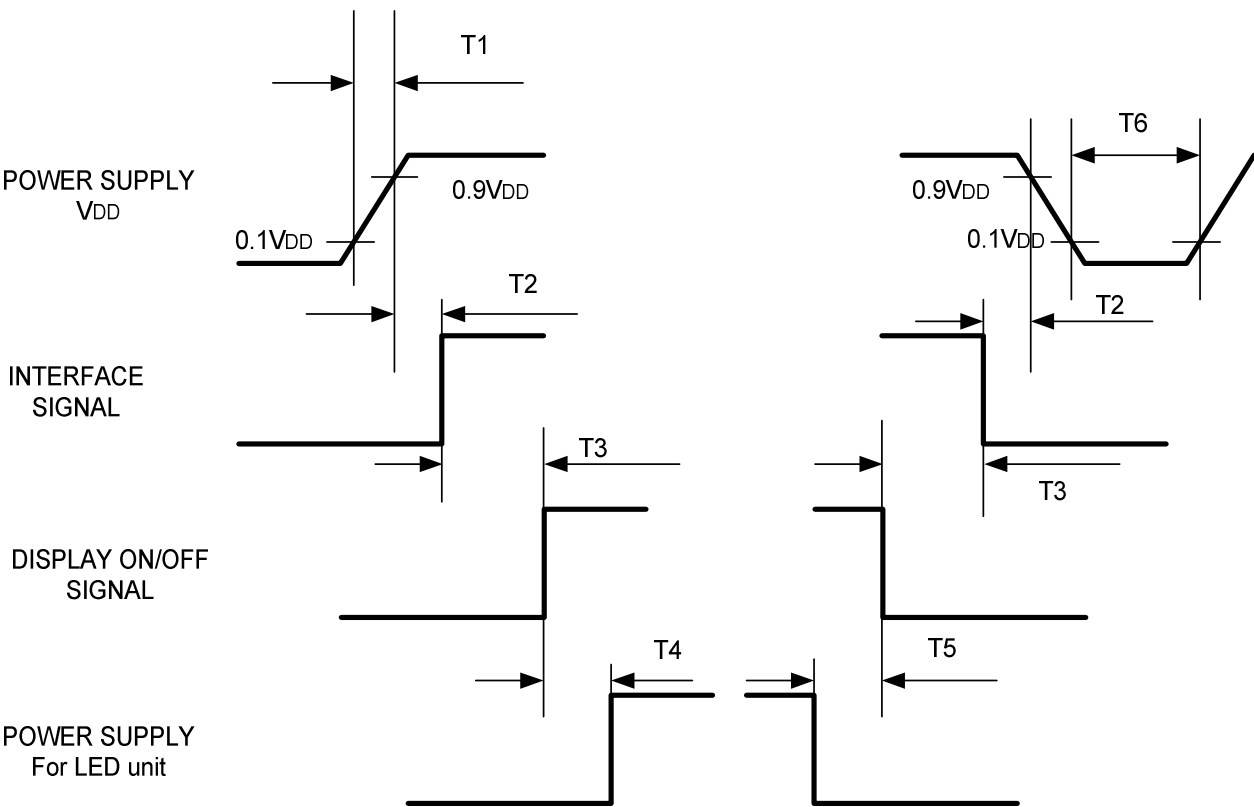 T1
T6
POWER SUPPLY
VDD
0.9VDD
0.9VDD
0.1VDD
0.1VDD
T2
T2
INTERFACE
SIGNAL
T3
T3
DISPLAY ON/OFF
SIGNAL
T4
T5
POWER SUPPLY
For LED unit